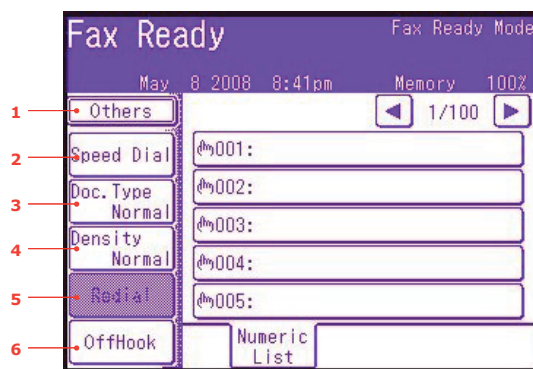 Fax Ready
Fax Ready Mode
May 8 2008 8:41pm
Memory 100%
1
Others
1/100
2
Speed Dial
001:
3
Doc.Type
Normal
002:
003:
4
Density
Normal
004:
5
Redial
005:
6
OffHook
Numeric
List